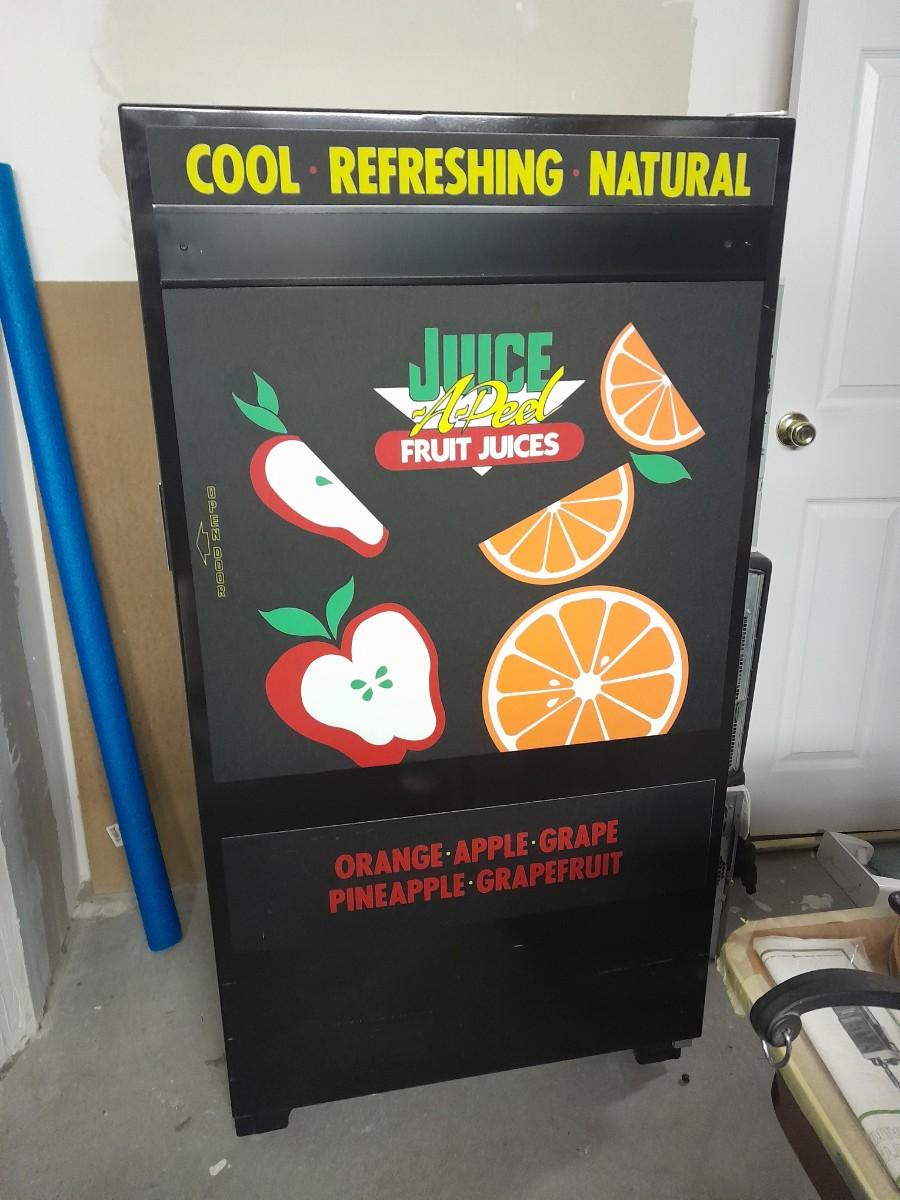 COOL · REFRESHING · NATURAL
JUICE
-A-Peel
FRUIT JUICES
OPEN DOOR
ORANGE·APPLE·GRAPE
PINEAPPLE·GRAPEFRUIT